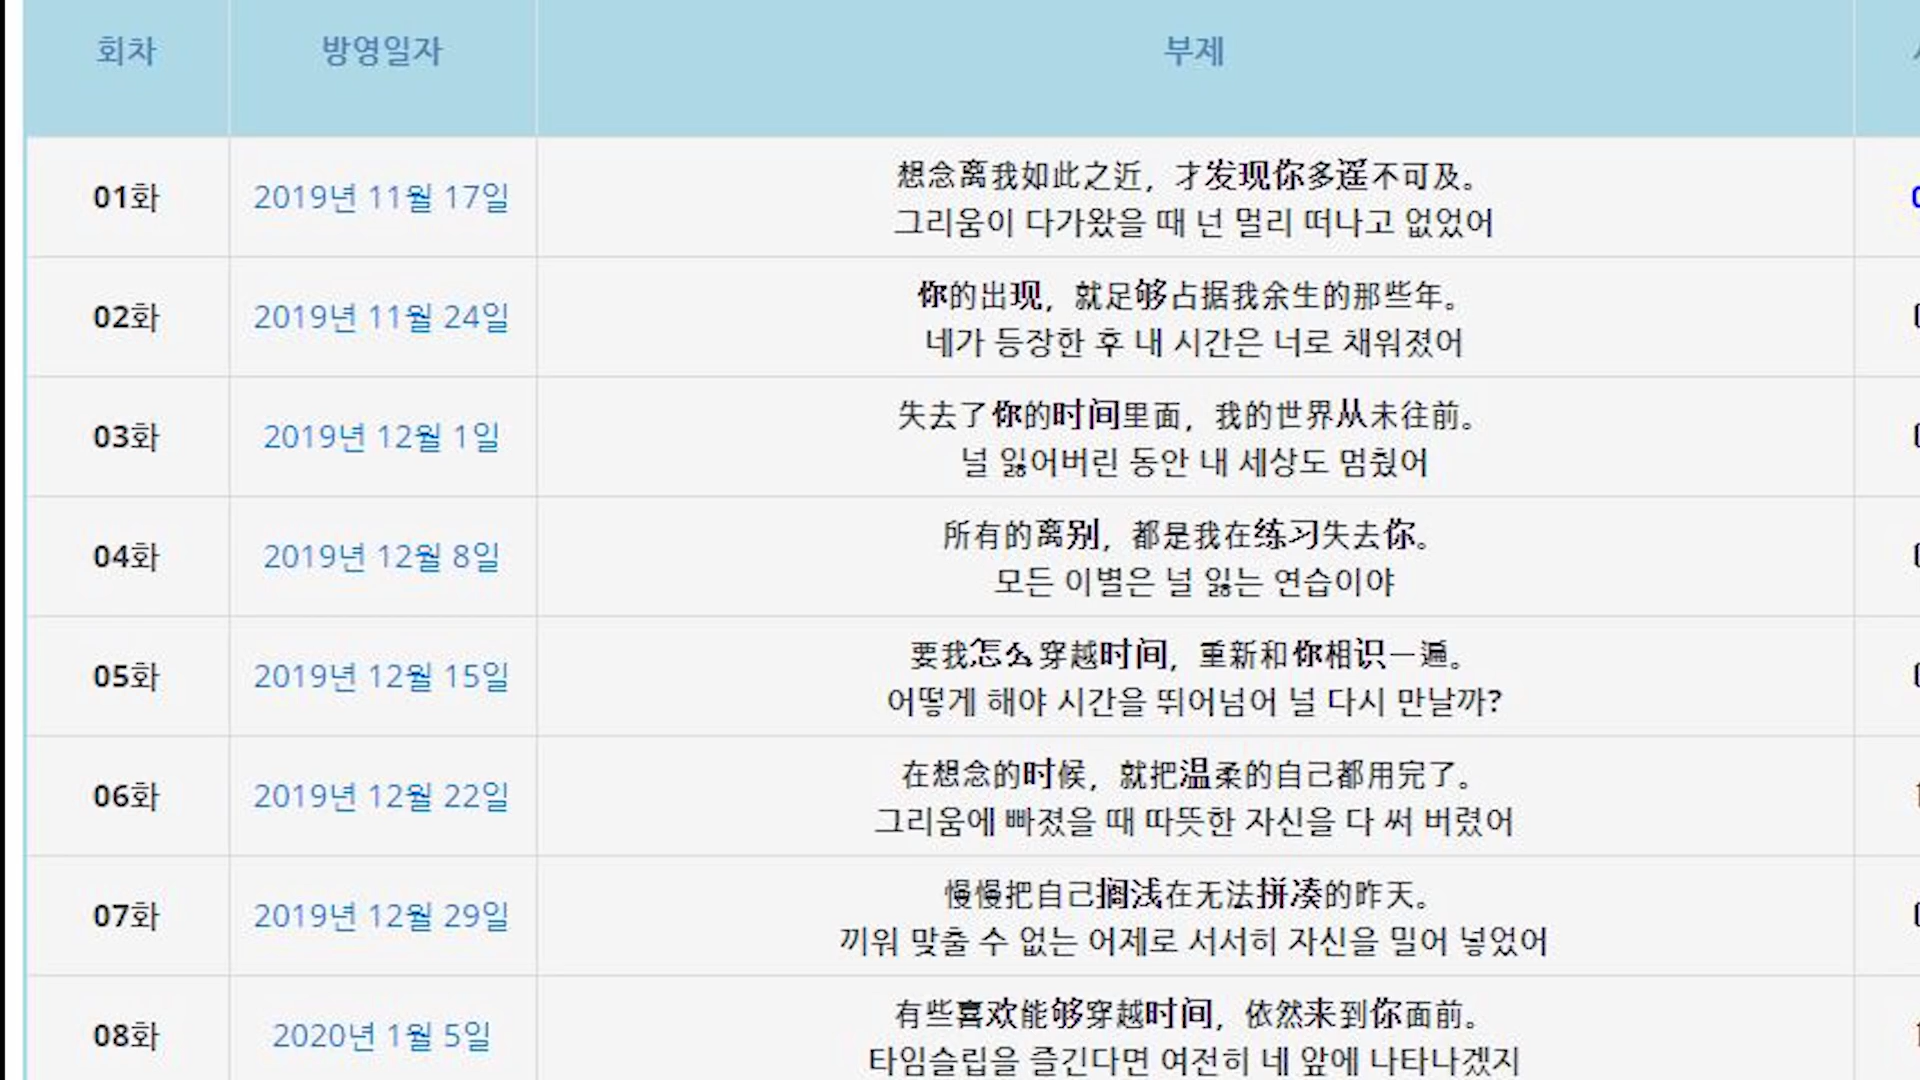 회차 방영일자 부제
01화 2019년 11월 17일 想念离我如此之近，才发现你多遥不可及。
그리움이 다가왔을 때 넌 멀리 떠나고 없었어
02화 2019년 11월 24일 你的出现，就足够占据我余生的那些年。
네가 등장한 후 내 시간은 너로 채워졌어
03화 2019년 12월 1일 失去了你的时间里面，我的世界从未往前。
널 잃어버린 동안 내 세상도 멈췄어
04화 2019년 12월 8일 所有的离别，都是我在练习失去你。
모든 이별은 널 잃는 연습이야
05화 2019년 12월 15일 要我怎么穿越时间，重新和你相识一遍。
어떻게 해야 시간을 뛰어넘어 널 다시 만날까?
06화 2019년 12월 22일 在想念的时候，就把温柔的自己都用完了。
그리움에 빠졌을 때 따뜻한 자신을 다 써 버렸어
07화 2019년 12월 29일 慢慢把自己搁浅在无法拼凑的昨天。
끼워 맞출 수 없는 어제로 서서히 자신을 밀어 넣었어
08화 2020년 1월 5일 有些喜欢能够穿越时间，依然来到你面前。
타임슬립을 즐긴다면 여전히 네 앞에 나타나겠지